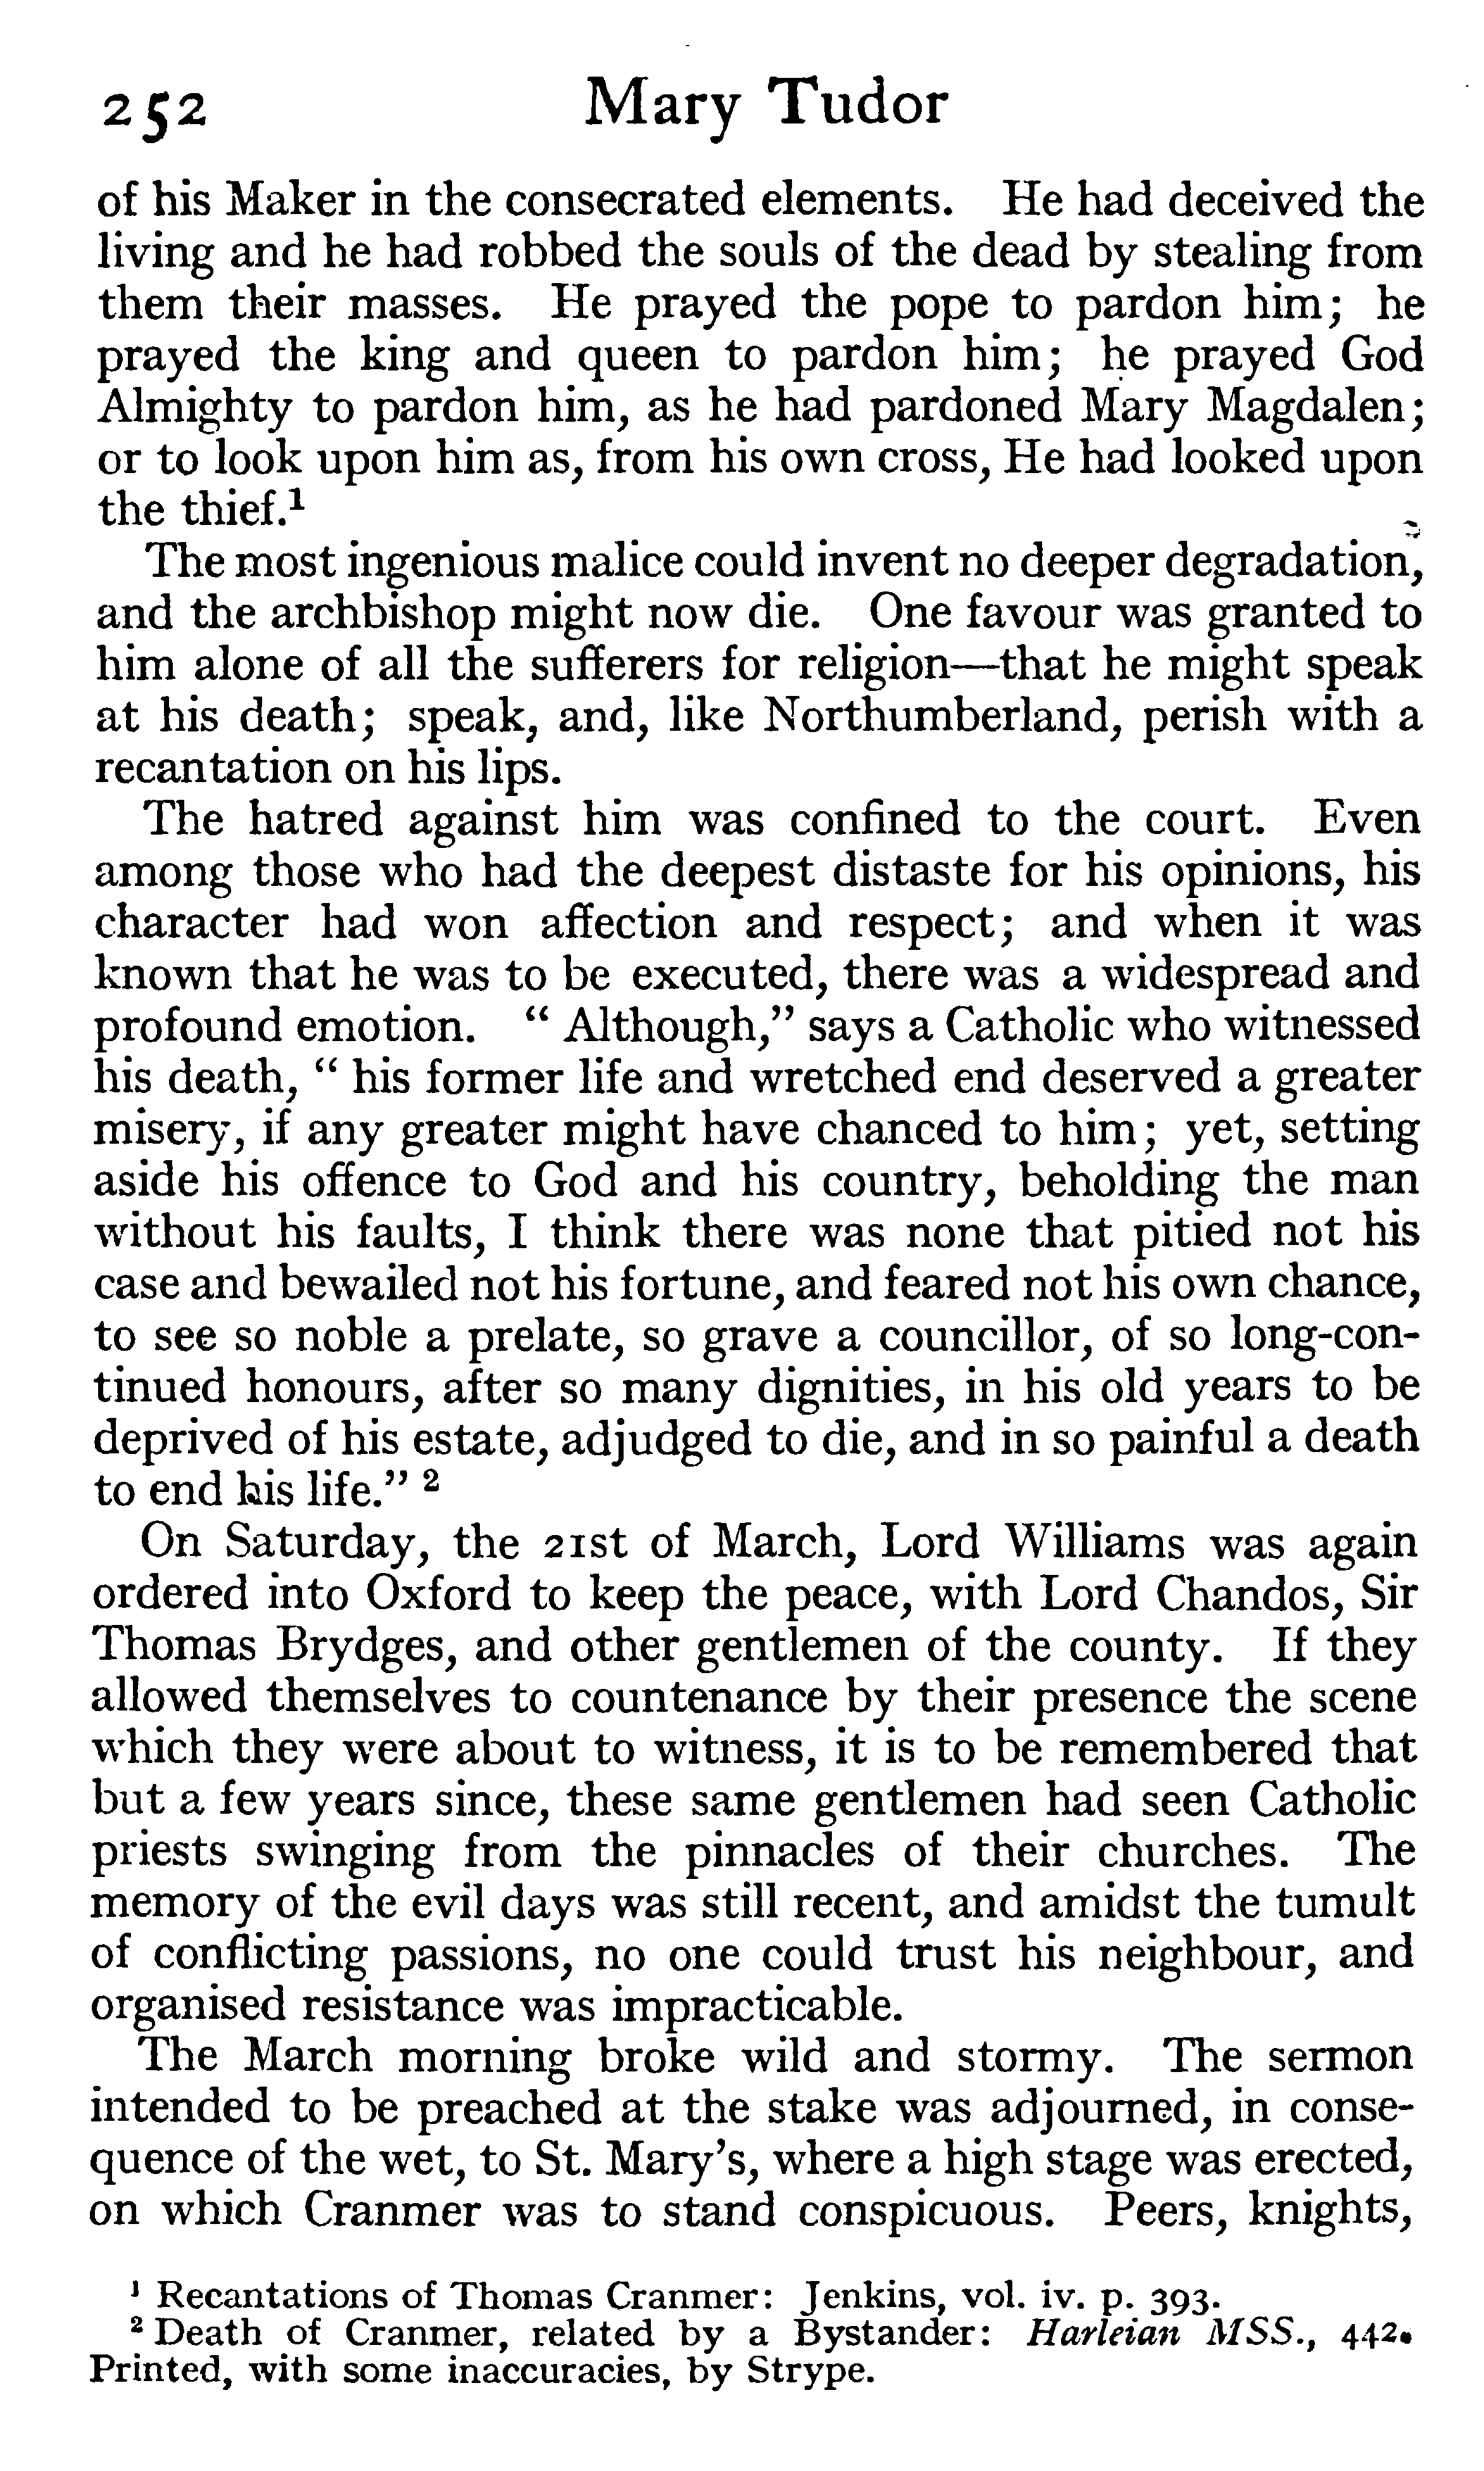 252 Mary Tudor
of his Maker in the consecrated elements. He had deceived the
living and he had robbed the souls of the dead by stealing from
them their masses. He prayed the pope to pardon him; he
prayed the king and queen to pardon him; he prayed God
Almighty to pardon him, as he had pardoned Mary Magdalen;
or to look upon him as, from his own cross, He had looked upon
the thief.¹
The most ingenious malice could invent no deeper degradation,
and the archbishop might now die. One favour was granted to
him alone of all the sufferers for religion—that he might speak
at his death; speak, and, like Northumberland, perish with a
recantation on his lips.
The hatred against him was confined to the court. Even
among those who had the deepest distaste for his opinions, his
character had won affection and respect; and when it was
known that he was to be executed, there was a widespread and
profound emotion. “ Although,” says a Catholic who witnessed
his death, “ his former life and wretched end deserved a greater
misery, if any greater might have chanced to him; yet, setting
aside his offence to God and his country, beholding the man
without his faults, I think there was none that pitied not his
case and bewailed not his fortune, and feared not his own chance,
to see so noble a prelate, so grave a councillor, of so long-con-
tinued honours, after so many dignities, in his old years to be
deprived of his estate, adjudged to die, and in so painful a death
to end his life.” ²
On Saturday, the 21st of March, Lord Williams was again
ordered into Oxford to keep the peace, with Lord Chandos, Sir
Thomas Brydges, and other gentlemen of the county. If they
allowed themselves to countenance by their presence the scene
which they were about to witness, it is to be remembered that
but a few years since, these same gentlemen had seen Catholic
priests swinging from the pinnacles of their churches. The
memory of the evil days was still recent, and amidst the tumult
of conflicting passions, no one could trust his neighbour, and
organised resistance was impracticable.
The March morning broke wild and stormy. The sermon
intended to be preached at the stake was adjourned, in conse-
quence of the wet, to St. Mary’s, where a high stage was erected,
on which Cranmer was to stand conspicuous. Peers, knights,
¹ Recantations of Thomas Cranmer: Jenkins, vol. iv. p. 393.
² Death of Cranmer, related by a Bystander: Harleian MSS., 442.
Printed, with some inaccuracies, by Strype.